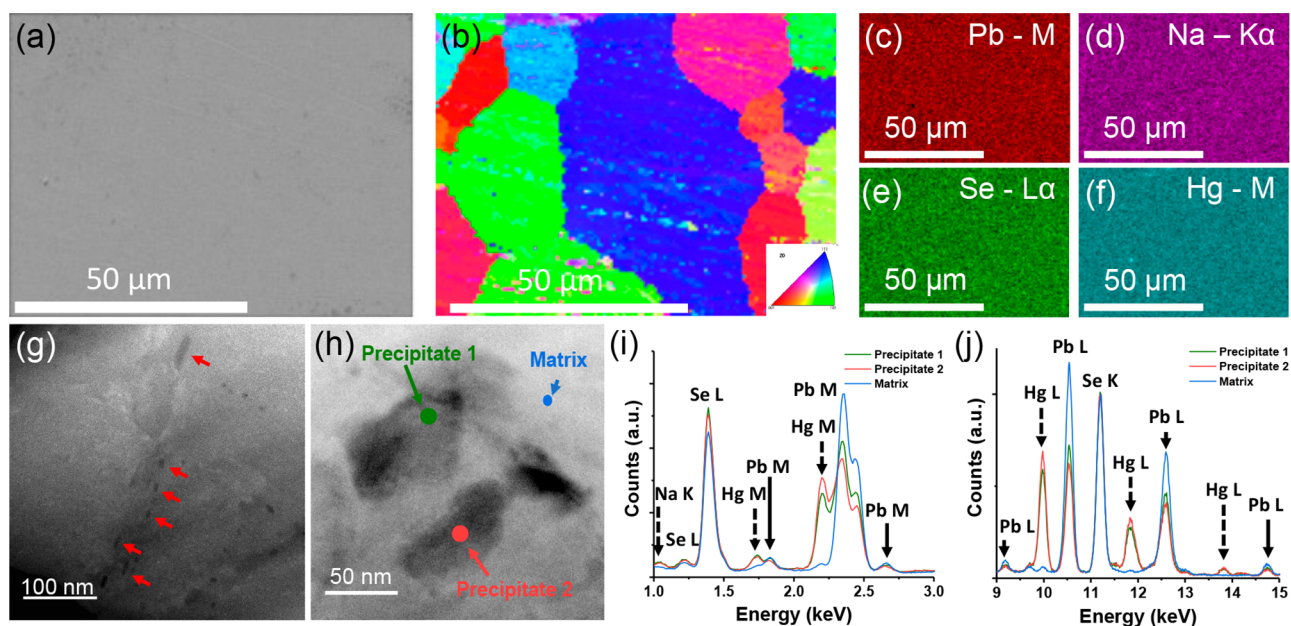 (a)
50 µm
(b)
50 µm
(c)
Pb - M
50 µm
(d)
Na – Kα
50 µm
(e)
Se - Lα
50 µm
(f)
Hg - M
50 µm
(g)
100 nm
(h)
Precipitate 1
Matrix
Precipitate 2
50 nm
(i)
Precipitate 1
Precipitate 2
Matrix
Se L
Pb M
Hg M
Na K
Hg M
Pb M
Se L
Pb M
Counts (a.u.)
1.0 1.5 2.0 2.5 3.0
Energy (keV)
(j)
Precipitate 1
Precipitate 2
Matrix
Pb L
Se K
Hg L
Pb L
Hg L
Hg L
Pb L
Pb L
Counts (a.u.)
9 10 11 12 13 14 15
Energy (keV)